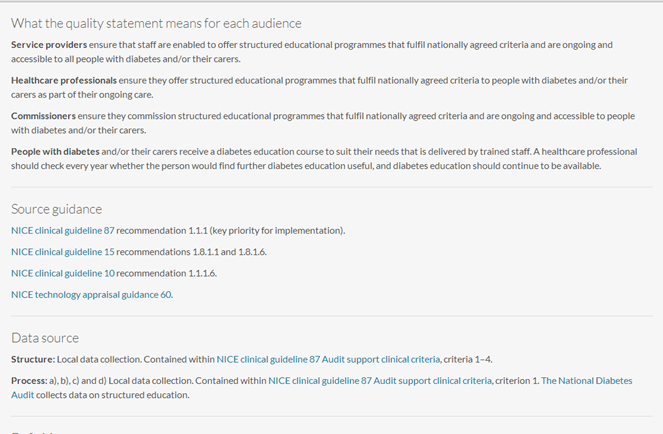 What the quality statement means for each audience
Service providers ensure that staff are enabled to offer structured educational programmes that fulfil nationally agreed criteria and are ongoing and
accessible to all people with diabetes and/or their carers.
Healthcare professionals ensure they offer structured educational programmes that fulfil nationally agreed criteria to people with diabetes and/or their
carers as part of their ongoing care.
Commissioners ensure they commission structured educational programmes that fulfil nationally agreed criteria and are ongoing and accessible to people
with diabetes and/or their carers.
People with diabetes and/or their carers receive a diabetes education course to suit their needs that is delivered by trained staff. A healthcare professional
should check every year whether the person would find further diabetes education useful, and diabetes education should continue to be available.
Source guidance
NICE clinical guideline 87 recommendation 1.1.1 (key priority for implementation).
NICE clinical guideline 15 recommendations 1.8.1.1 and 1.8.1.6.
NICE clinical guideline 10 recommendation 1.1.1.6.
NICE technology appraisal guidance 60.
Data source
Structure: Local data collection. Contained within NICE clinical guideline 87 Audit support clinical criteria, criteria 1–4.
Process: a), b), c) and d) Local data collection. Contained within NICE clinical guideline 87 Audit support clinical criteria, criterion 1. The National Diabetes
Audit collects data on structured education.